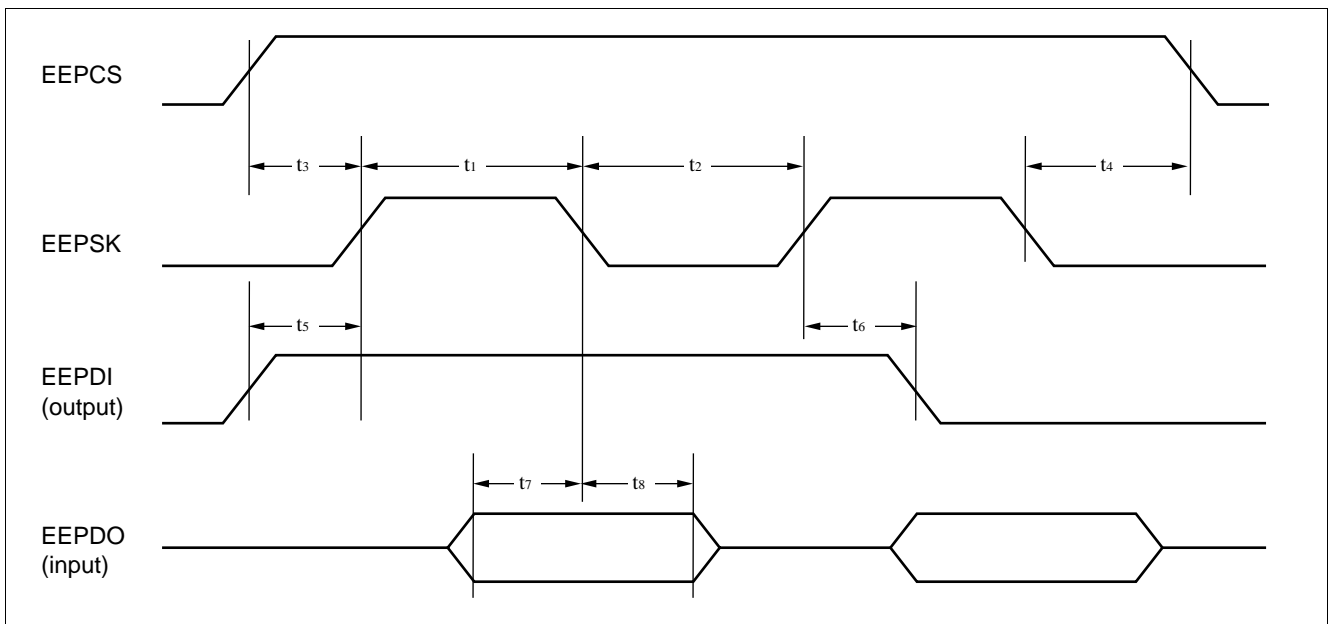 EEPCS
t3 t1 t2 t4
EEPSK
t5 t6
EEPDI
(output)
t7 t8
EEPDO
(input)